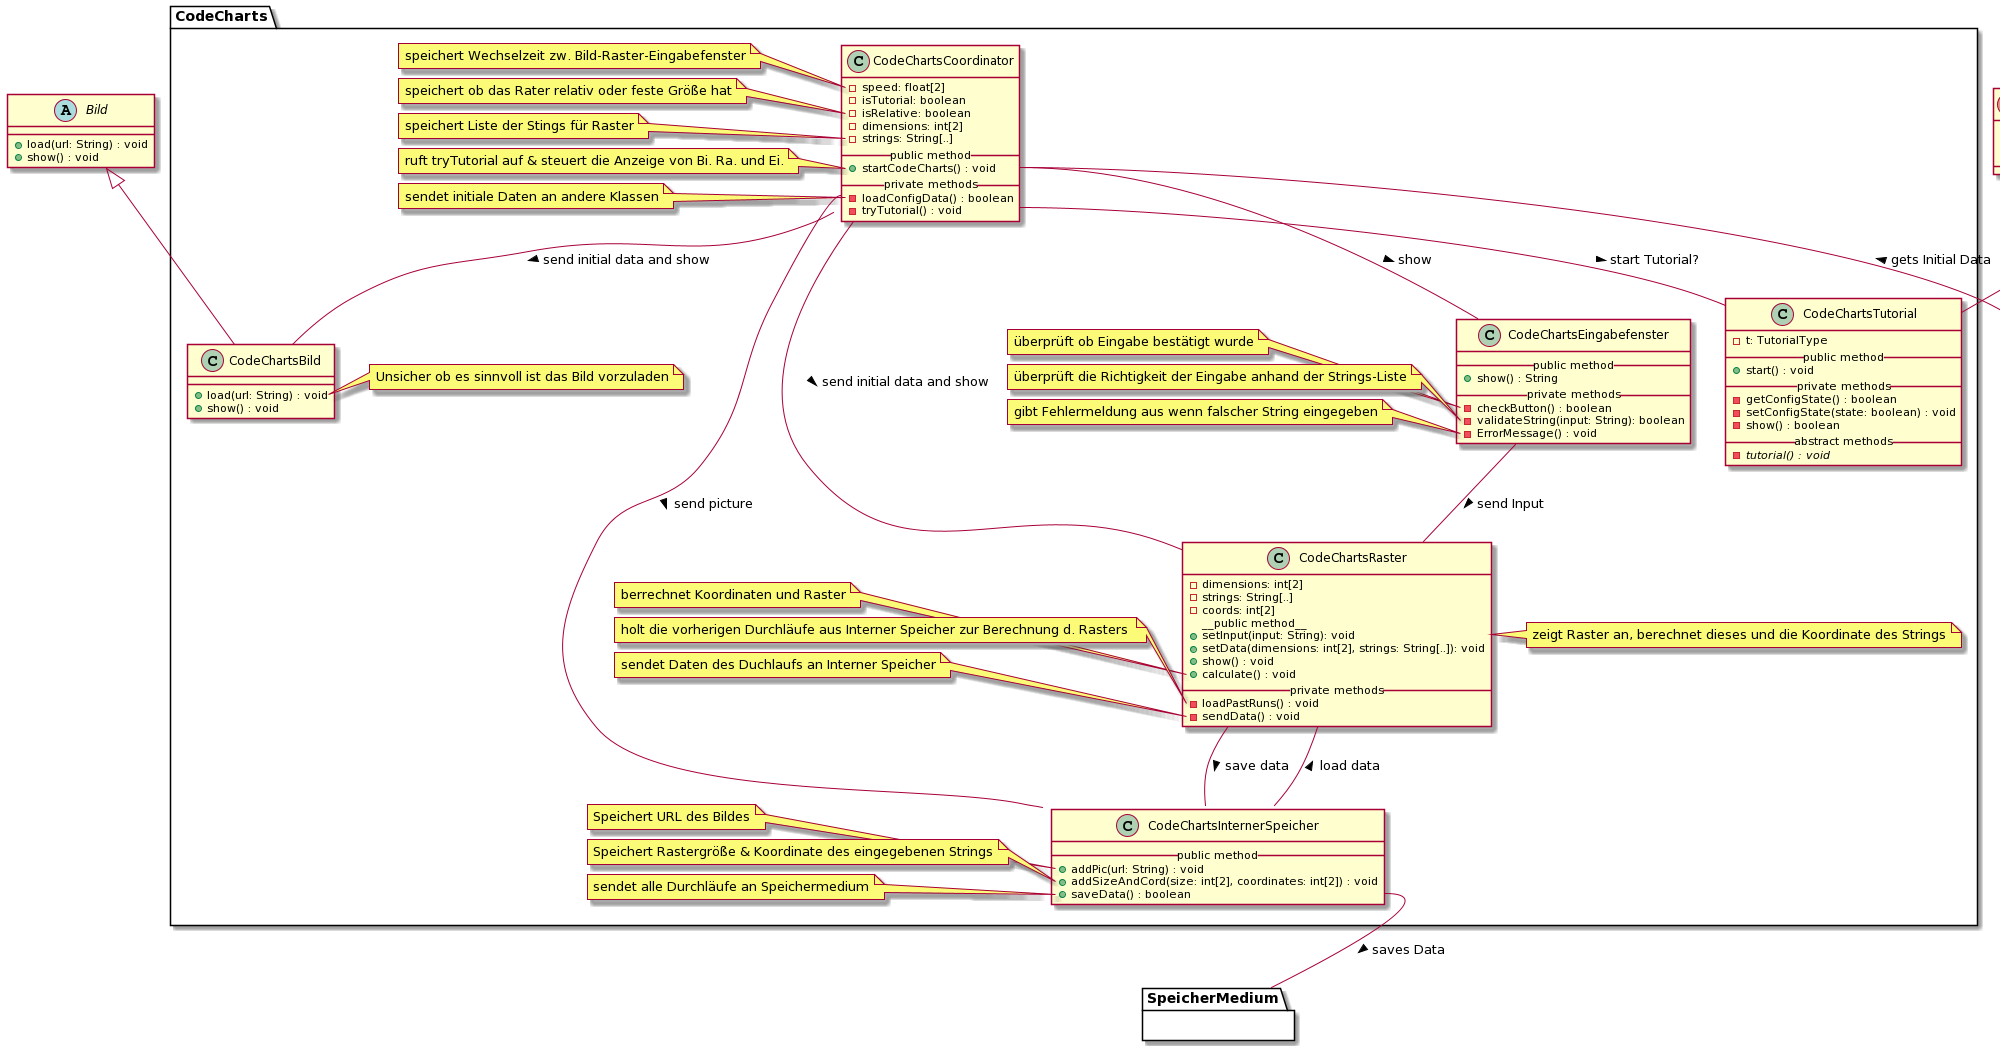 CodeCharts
speichert Wechselzeit zw. Bild-Raster-Eingabefenster
speichert ob das Rater relativ oder feste Größe hat
speichert Liste der Stings für Raster
ruft tryTutorial auf & steuert die Anzeige von Bi. Ra. und Ei.
sendet initiale Daten an andere Klassen
C CodeChartsCoordinator
speed: float[2]
isTutorial: boolean
isRelative: boolean
dimensions: int[2]
strings: String[..]
public method
startCodeCharts() : void
private methods
loadConfigData() : boolean
tryTutorial() : void
A Bild
load(url: String) : void
show() : void
send initial data and show
show
start Tutorial?
gets Initial Data
C CodeChartsBild
load(url: String) : void
show() : void
Unsicher ob es sinnvoll ist das Bild vorzuladen
send initial data and show
überprüft ob Eingabe bestätigt wurde
überprüft die Richtigkeit der Eingabe anhand der Strings-Liste
gibt Fehlermeldung aus wenn falscher String eingegeben
C CodeChartsEingabefenster
public method
show() : String
private methods
checkButton() : boolean
validateString(input: String): boolean
ErrorMessage() : void
C CodeChartsTutorial
t: TutorialType
public method
start() : void
private methods
getConfigState() : boolean
setConfigState(state: boolean) : void
show() : boolean
abstract methods
tutorial() : void
send picture
send Input
C CodeChartsRaster
dimensions: int[2]
strings: String[..]
coords: int[2]
__public method__
setInput(input: String): void
setData(dimensions: int[2], strings: String[..]): void
show() : void
calculate() : void
private methods
loadPastRuns() : void
sendData() : void
berrechnet Koordinaten und Raster
holt die vorherigen Durchläufe aus Interner Speicher zur Berechnung d. Rasters
sendet Daten des Duchlaufs an Interner Speicher
zeigt Raster an, berechnet dieses und die Koordinate des Strings
save data
load data
Speichert URL des Bildes
Speichert Rastergröße & Koordinate des eingegebenen Strings
sendet alle Durchläufe an Speichermedium
C CodeChartsInternerSpeicher
public method
addPic(url: String) : void
addSizeAndCord(size: int[2], coordinates: int[2]) : void
saveData() : boolean
saves Data
SpeicherMedium